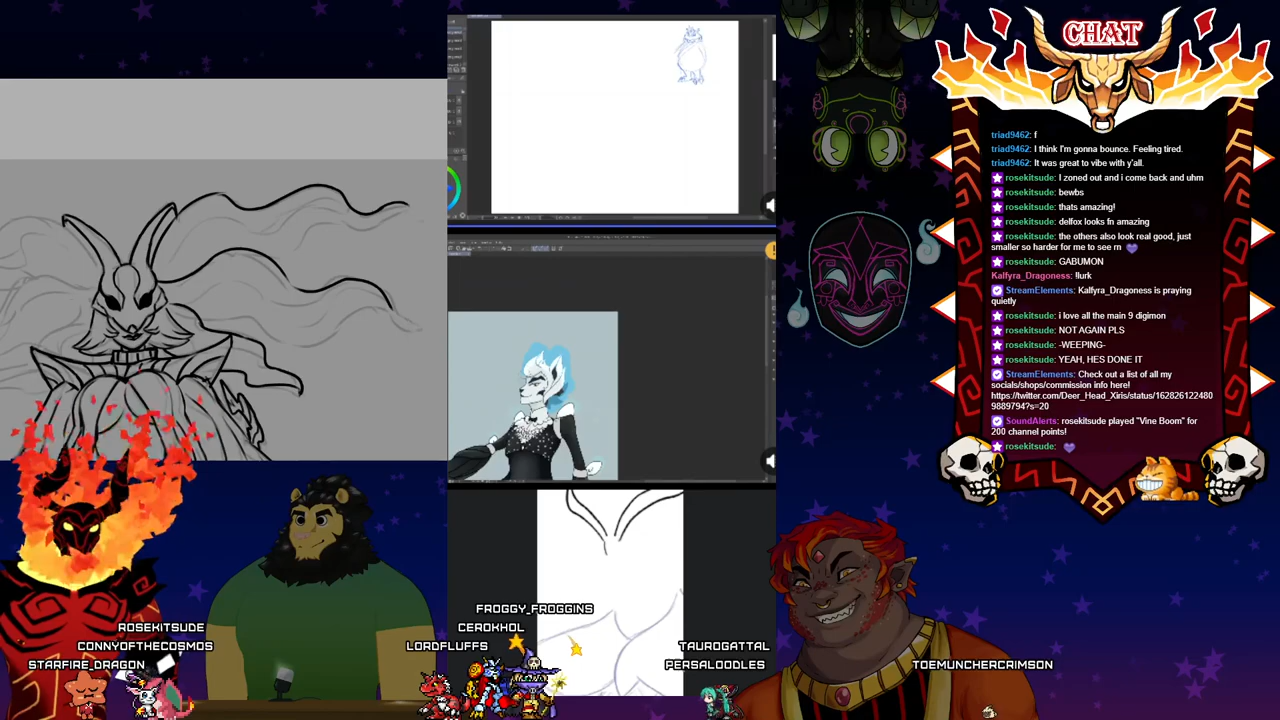 CHAT
triad9462: f
triad9462: I think I'm gonna bounce. Feeling tired.
triad9462: It was great to vibe with y'all.
rosekitsude: I zoned out and i come back and uhm
rosekitsude: bewbs
rosekitsude: thats amazing!
rosekitsude: delfox looks fn amazing
rosekitsude: the others also look real good, just
smaller so harder for me to see rn
rosekitsude: GABUMON
Kalfyra_Dragoness: !lurk
StreamElements: Kalfyra_Dragoness is praying
quietly
rosekitsude: i love all the main 9 digimon
rosekitsude: NOT AGAIN PLS
rosekitsude: -WEEPING-
rosekitsude: YEAH, HES DONE IT
StreamElements: Check out a list of all my
socials/shops/commission info here!
https://twitter.com/Deer_Head_Xiris/status/162826122480
9889794?s=20
SoundAlerts: rosekitsude played "Vine Boom" for
200 channel points!
rosekitsude:
FROGGY_FROGGINS
ROSEKITSUDE
CEROKHOL
CONNYOFTHECOSMOS
LORDFLUFFS
TAUROGATTAL
STARFIRE_DRAGON
PERSALOODLES
TOEMUNCHERCRIMSON